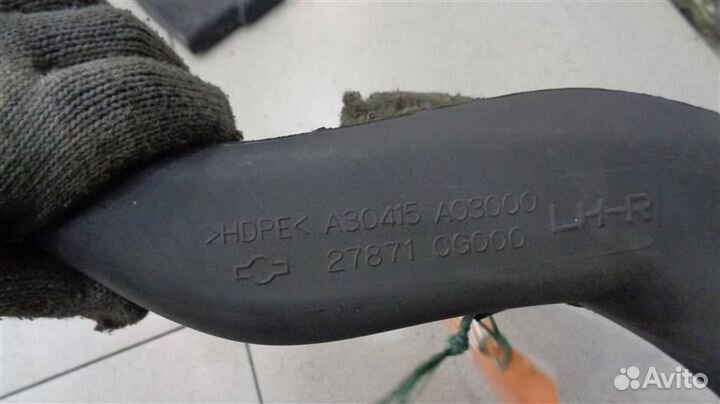 >HDPE< A30415 A03000
27871 CG000
LH-R
Avito